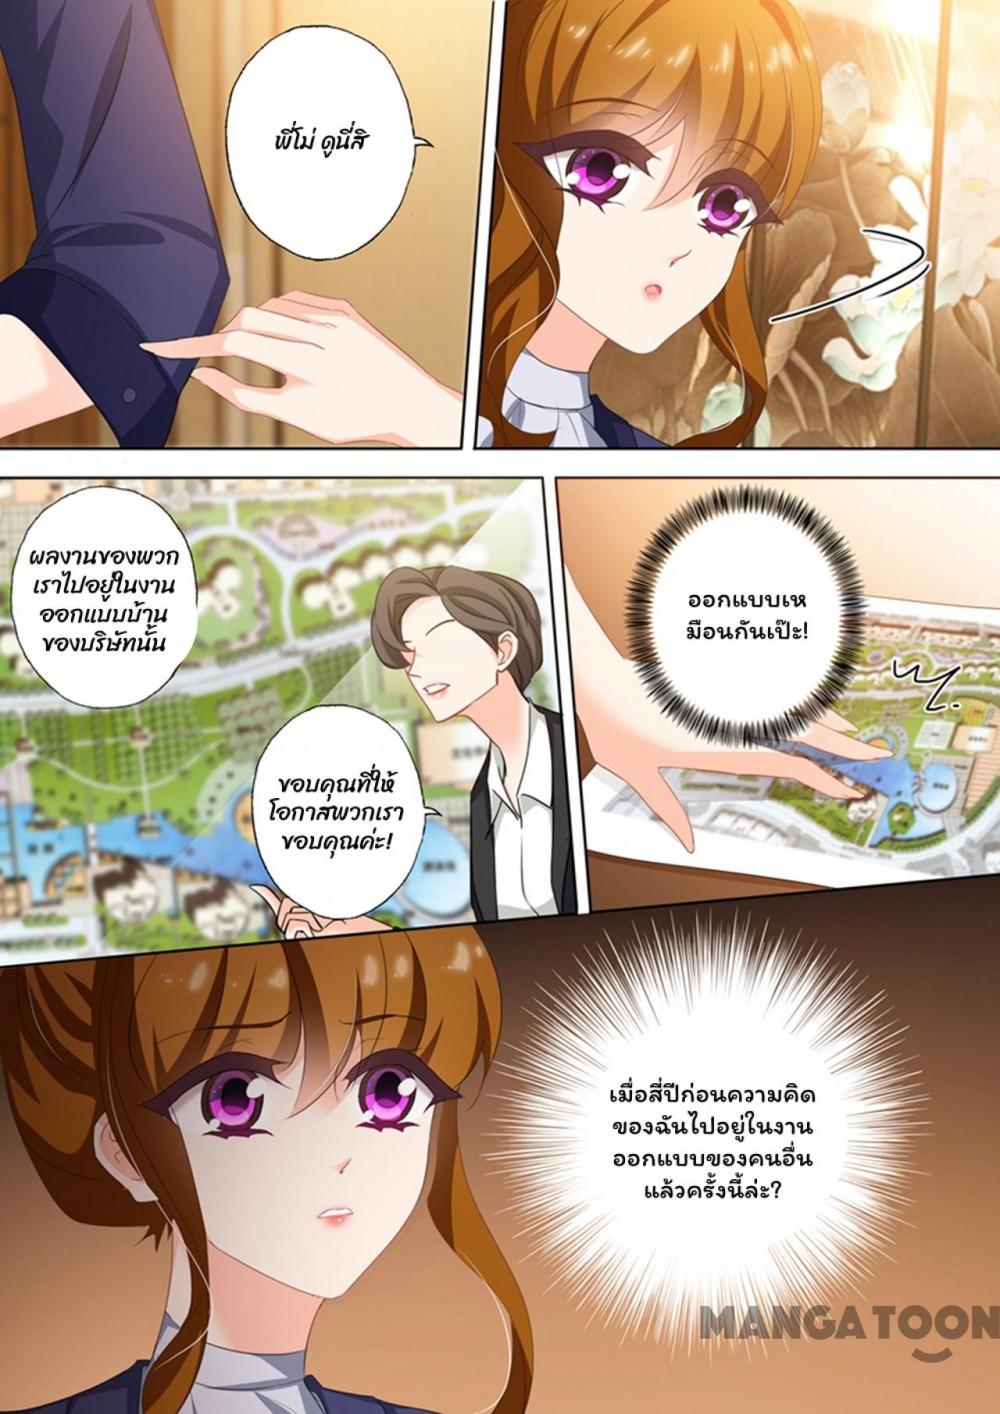 พี่โม่ ดูนี่สิ
ผลงานของพวก
เราไปอยู่ในงาน
ออกแบบบ้าน
ของบริษัทนั้น
ขอบคุณที่ให้
โอกาสพวกเรา
ขอบคุณค่ะ!
ออกแบบเห
มือนกันเป๊ะ!
เมื่อสี่ปีก่อนความคิด
ของฉันไปอยู่ในงาน
ออกแบบของคนอื่น
แล้วครั้งนี้ล่ะ?
MANGATOON